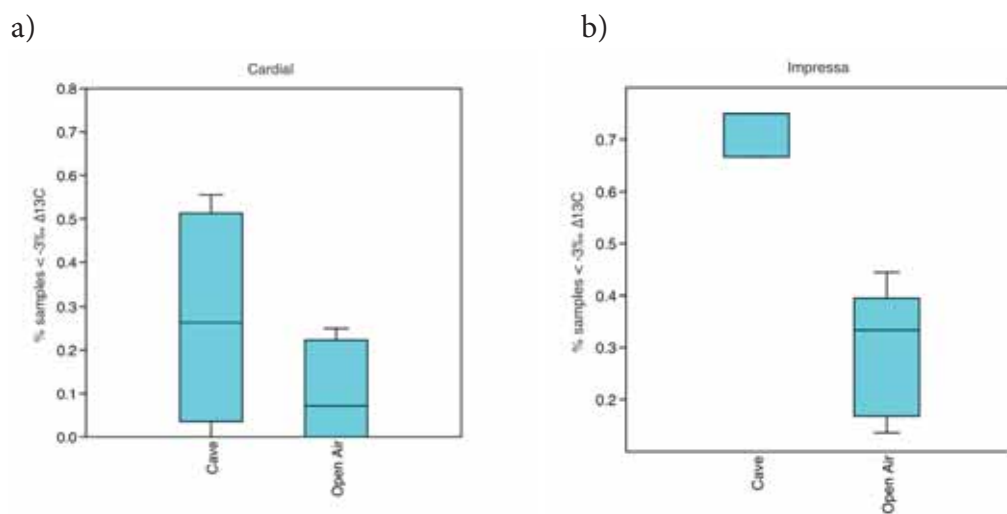 a)
b)
Cardial
% samples < -3‰ Δ13C
0.8
0.7
0.6
0.5
0.4
0.3
0.2
0.1
0.0
Cave
Open Air
Impressa
% samples < -3‰ Δ13C
0.7
0.6
0.5
0.4
0.3
0.2
Cave
Open Air